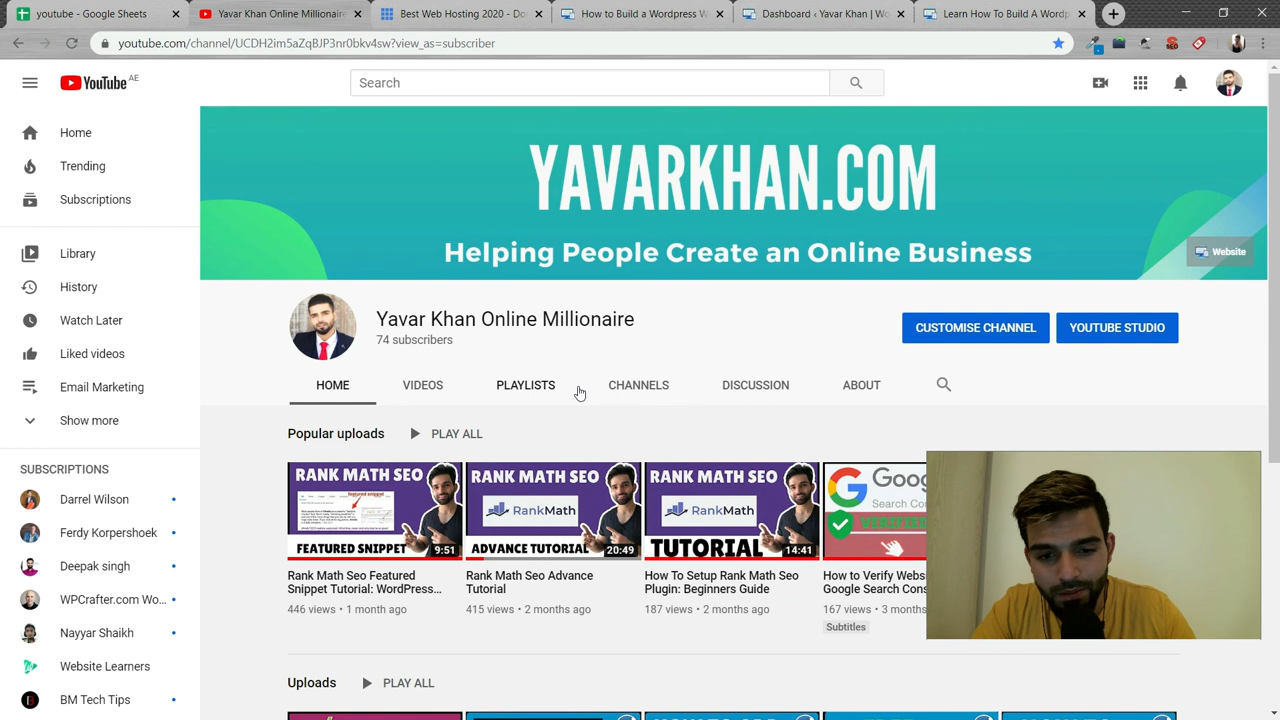 youtube - Google Sheets
Yavar Khan Online Millionaire
Best Web Hosting 2020 - Do
How to Build a Wordpress W
Dashboard ‹ Yavar Khan | Wo
Learn How To Build A Wordp
youtube.com/channel/UCDH2im5aZqBJP3nr0bkv4sw?view_as=subscriber
YouTube AE
Search
Home
Trending
Subscriptions
Library
History
Watch Later
Liked videos
Email Marketing
Show more
SUBSCRIPTIONS
Darrel Wilson
Ferdy Korpershoek
Deepak singh
WPCrafter.com Wo...
Nayyar Shaikh
Website Learners
BM Tech Tips
YAVARKHAN.COM
Helping People Create an Online Business
Website
Yavar Khan Online Millionaire
74 subscribers
CUSTOMISE CHANNEL
YOUTUBE STUDIO
HOME
VIDEOS
PLAYLISTS
CHANNELS
DISCUSSION
ABOUT
Popular uploads
PLAY ALL
RANK MATH SEO
featured snippet
FEATURED SNIPPET
9:51
Rank Math Seo Featured
Snippet Tutorial: WordPress...
446 views • 1 month ago
RANK MATH SEO
RankMath
ADVANCE TUTORIAL
20:49
Rank Math Seo Advance
Tutorial
415 views • 2 months ago
RANK MATH SEO
RankMath
TUTORIAL
14:41
How To Setup Rank Math Seo
Plugin: Beginners Guide
187 views • 2 months ago
Goo
Search Con
VERIFIED
How to Verify Webs
Google Search Cons
167 views • 3 months
Subtitles
Uploads
PLAY ALL